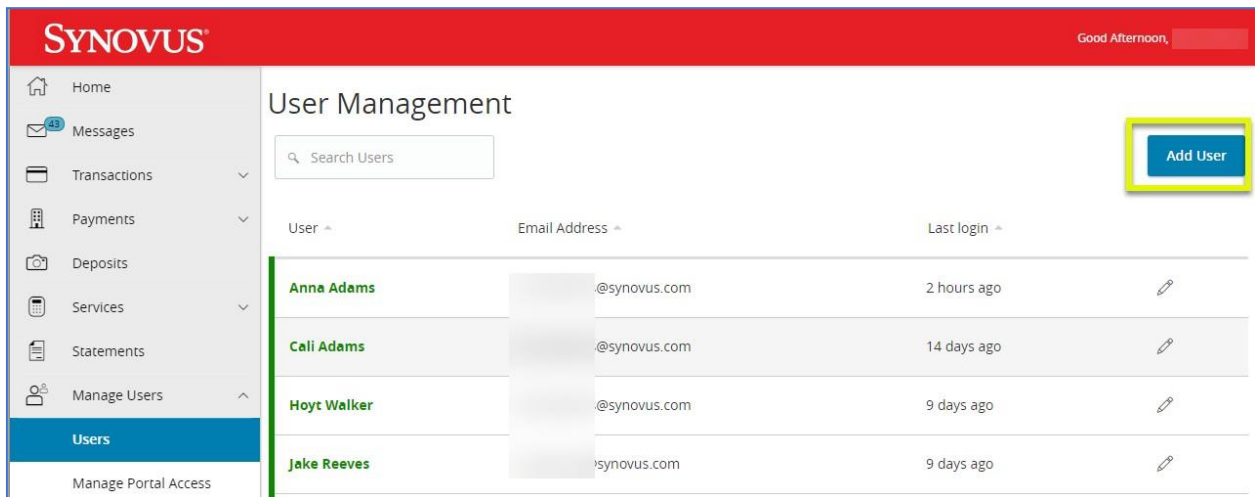 SYNOVUS®
Good Afternoon,
Home
43
Messages
Transactions
Payments
Deposits
Services
Statements
Manage Users
Users
Manage Portal Access
User Management
Search Users
Add User
User Email Address Last login
Anna Adams @synovus.com 2 hours ago
Cali Adams @synovus.com 14 days ago
Hoyt Walker @synovus.com 9 days ago
Jake Reeves synovus.com 9 days ago